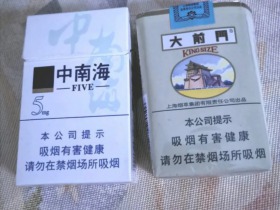 中南海
中南海
FIVE
5mg
本公司提示
吸烟有害健康
请勿在禁烟场所吸烟
大前門
KING SIZE
上海烟草集团有限责任公司出品
本公司提示
吸烟有害健康
请勿在禁烟场所吸烟